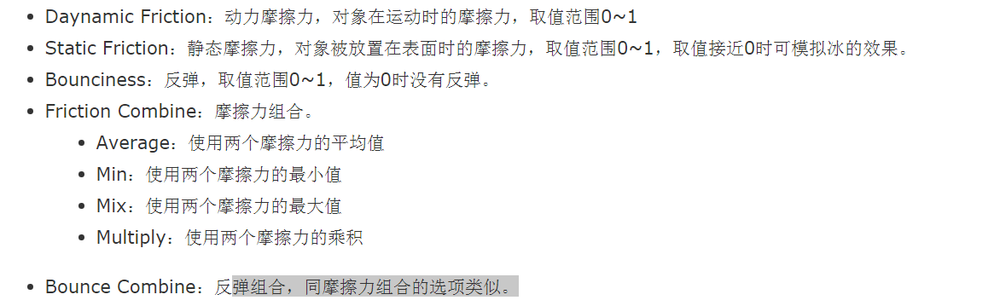 Daynamic Friction：动力摩擦力，对象在运动时的摩擦力，取值范围0~1
Static Friction：静态摩擦力，对象被放置在表面时的摩擦力，取值范围0~1，取值接近0时可模拟冰的效果。
Bounciness：反弹，取值范围0~1，值为0时没有反弹。
Friction Combine：摩擦力组合。
Average：使用两个摩擦力的平均值
Min：使用两个摩擦力的最小值
Mix：使用两个摩擦力的最大值
Multiply：使用两个摩擦力的乘积
Bounce Combine：反弹组合，同摩擦力组合的选项类似。